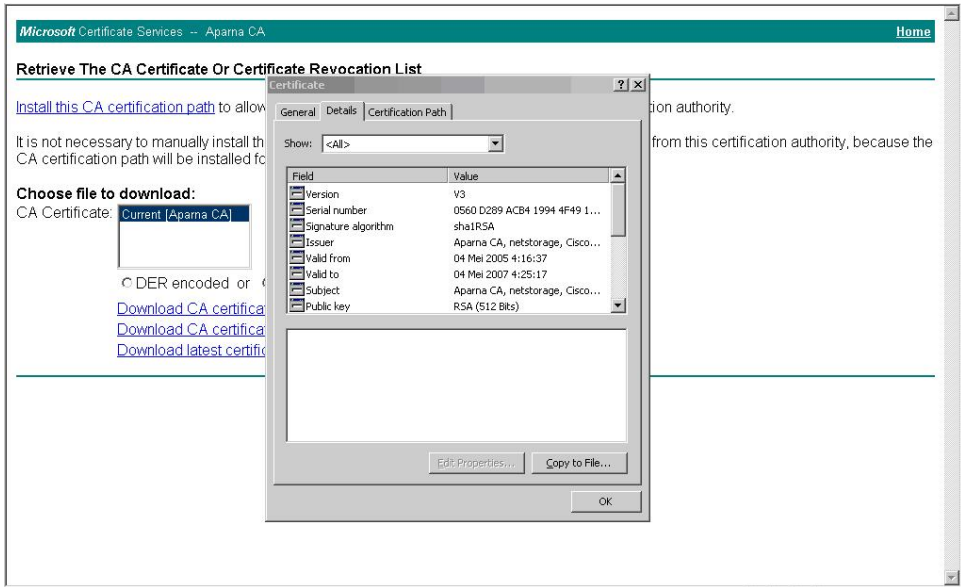 Microsoft Certificate Services -- Aparna CA Home
Retrieve The CA Certificate Or Certificate Revocation List
Install this CA certification path to allow
authority.
It is not necessary to manually install
from this certification authority, because the
CA certification path will be installed
Choose file to download:
CA Certificate: Current [Aparna CA]
DER encoded or
Download CA
Download CA
Download latest
Certificate
General Details Certification Path
Show: <All>
Field Value
Version V3
Serial number 0560 D289 ACB4 1994 4F49 1...
Signature algorithm sha1RSA
Issuer Aparna CA, netstorage, Cisco...
Valid from 04 Mei 2005 4:16:37
Valid to 04 Mei 2007 4:25:17
Subject Aparna CA, netstorage, Cisco...
Public key RSA (512 Bits)
Edit Properties... Copy to File...
OK